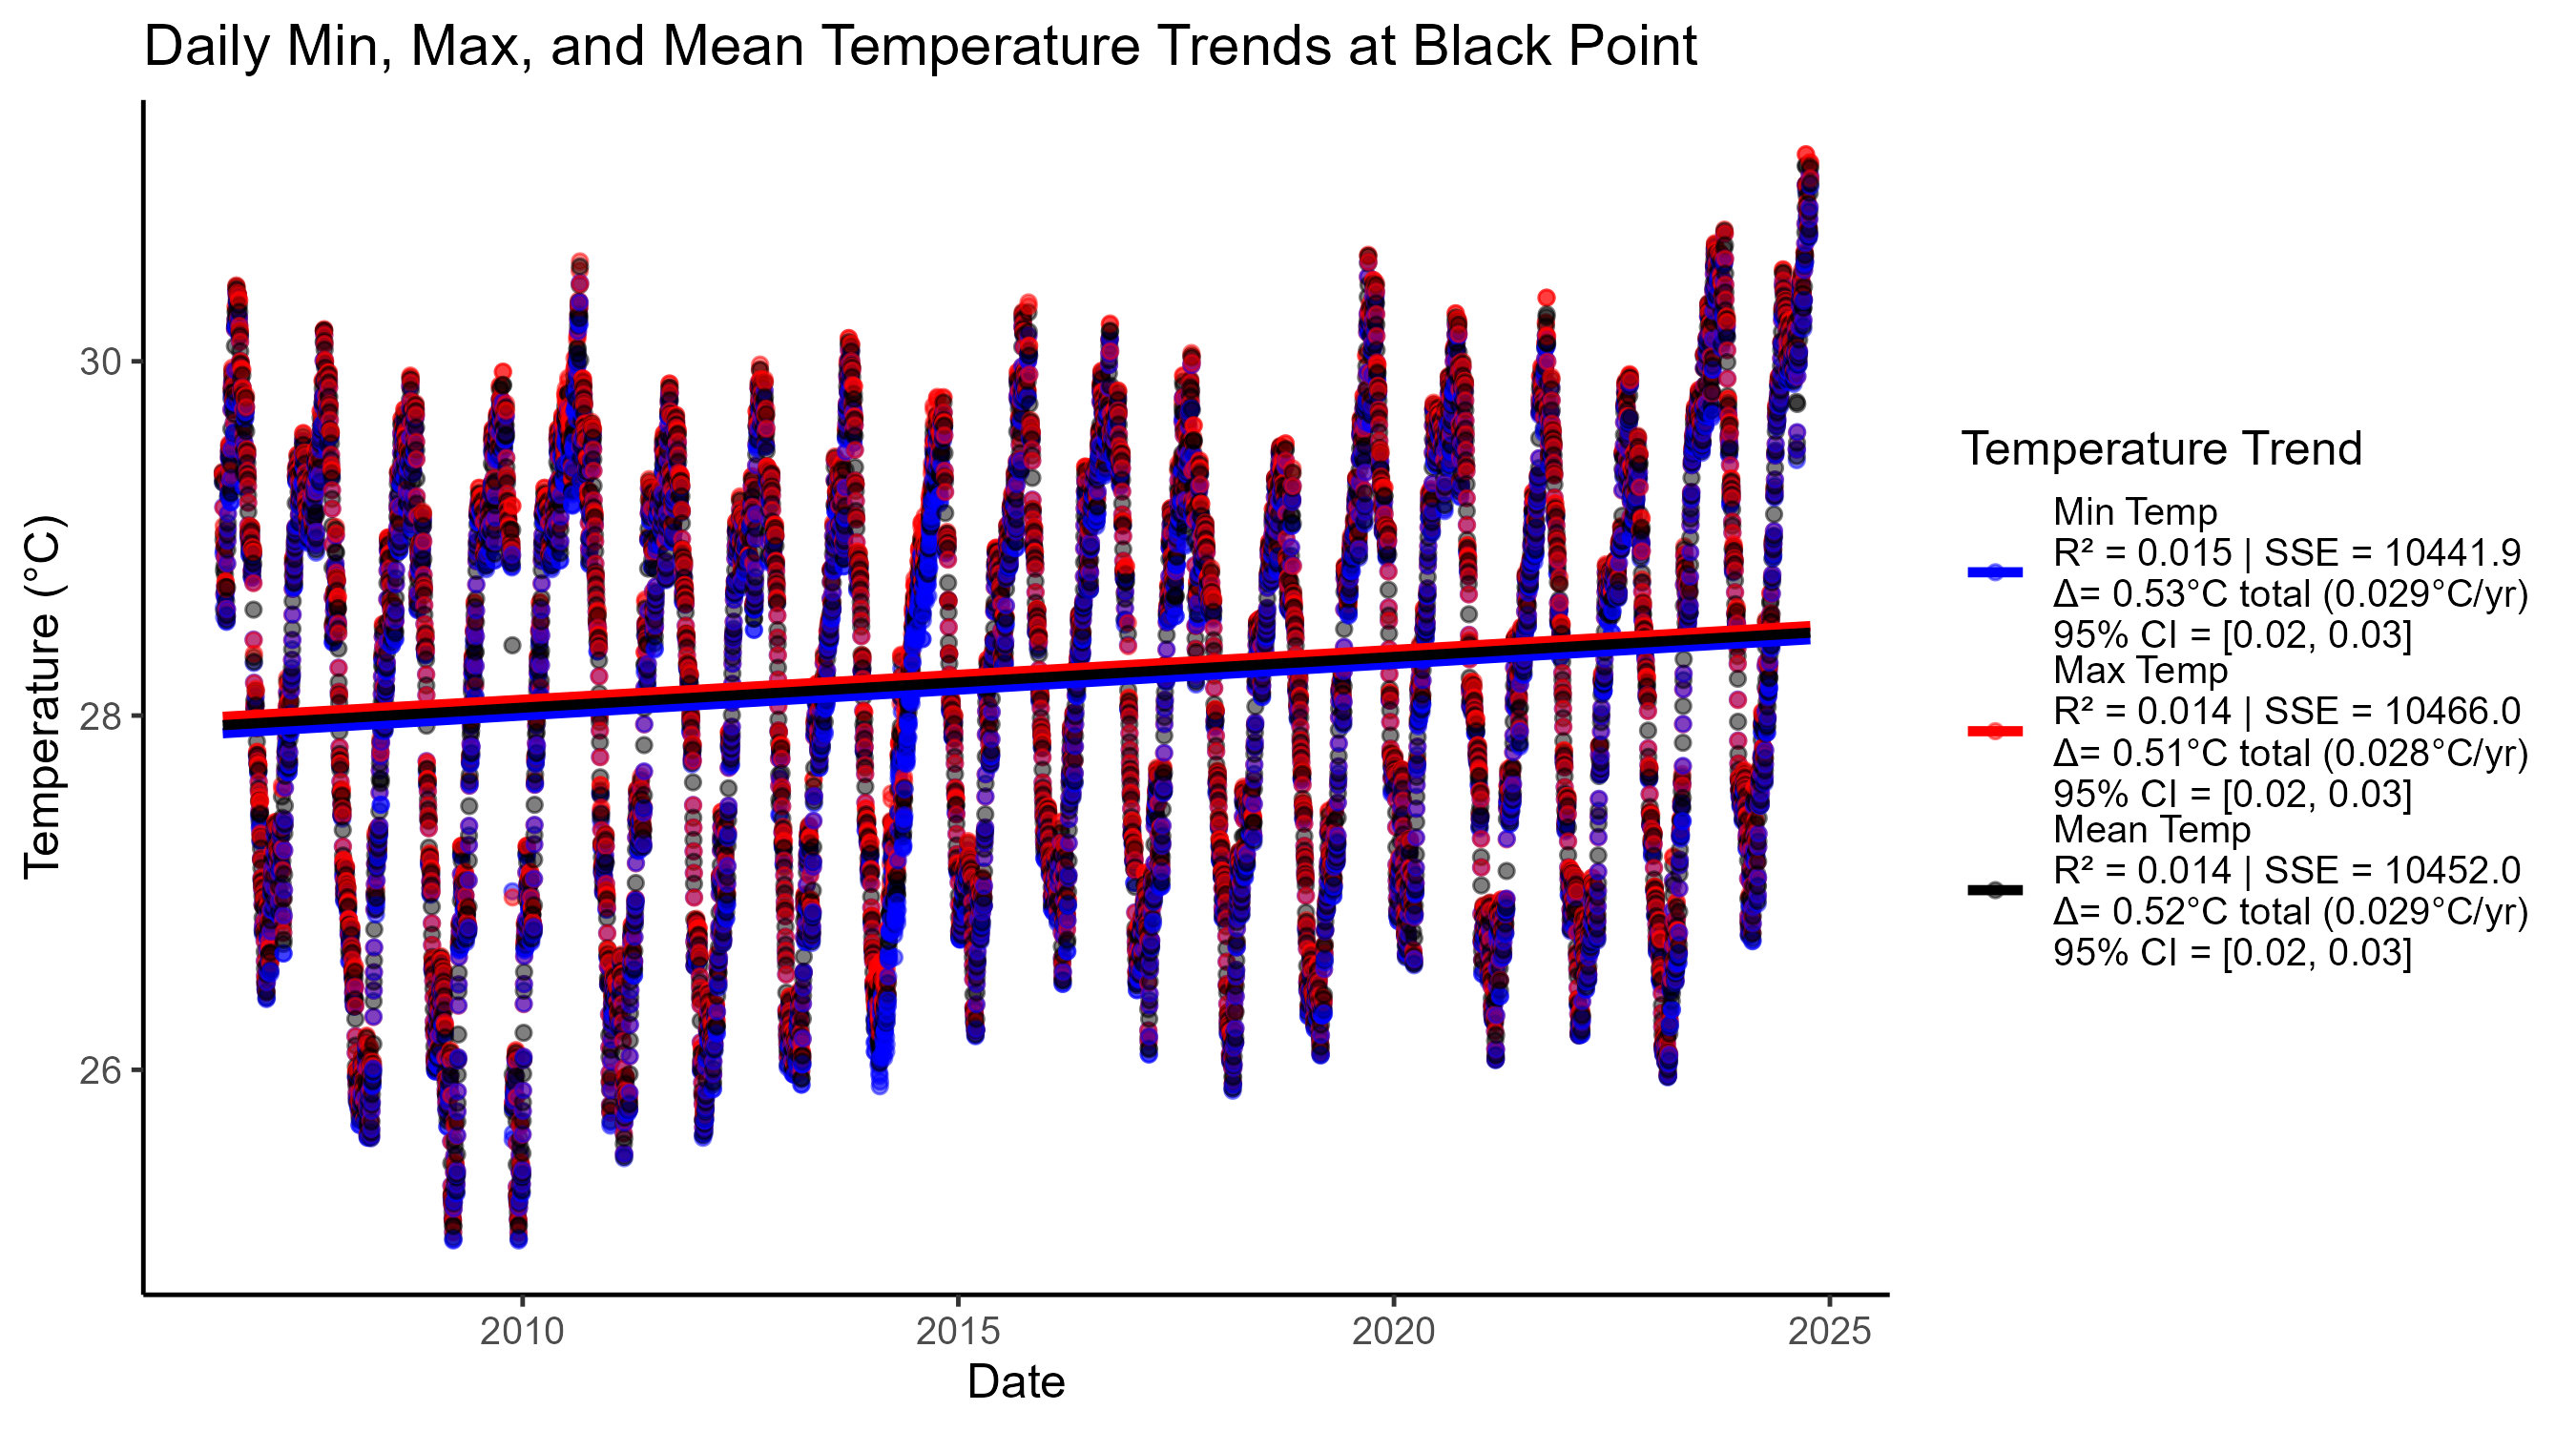 Daily Min, Max, and Mean Temperature Trends at Black Point
Temperature (°C)
30
28
26
2010
2015
2020
2025
Date
Temperature Trend
Min Temp
R² = 0.015 | SSE = 10441.9
Δ= 0.53°C total (0.029°C/yr)
95% CI = [0.02, 0.03]
Max Temp
R² = 0.014 | SSE = 10466.0
Δ= 0.51°C total (0.028°C/yr)
95% CI = [0.02, 0.03]
Mean Temp
R² = 0.014 | SSE = 10452.0
Δ= 0.52°C total (0.029°C/yr)
95% CI = [0.02, 0.03]